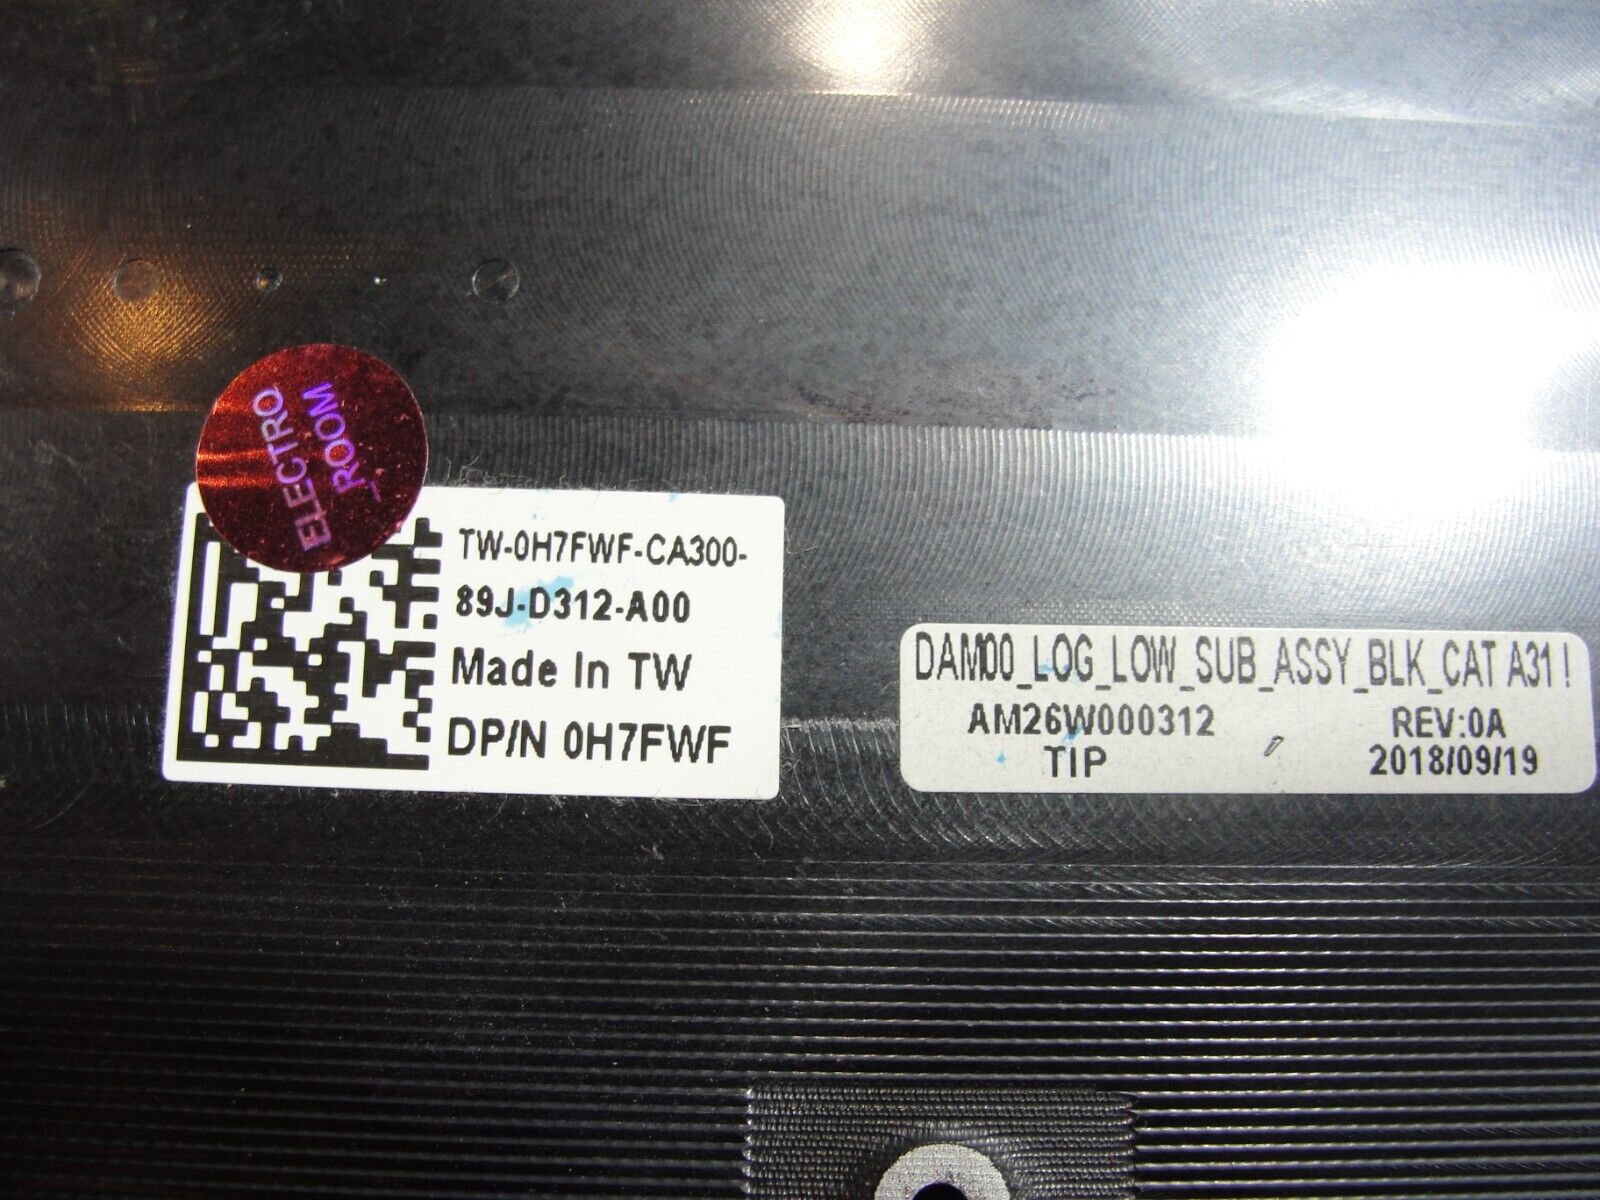 ELECTRO
_ROOM
TW-0H7FWF-CA300-
89J-D312-A00
Made In TW
DP/N 0H7FWF
DAM00_LOG_LOW_SUB_ASSY_BLK_CAT A31 !
AM26W000312 REV:0A
TIP 2018/09/19